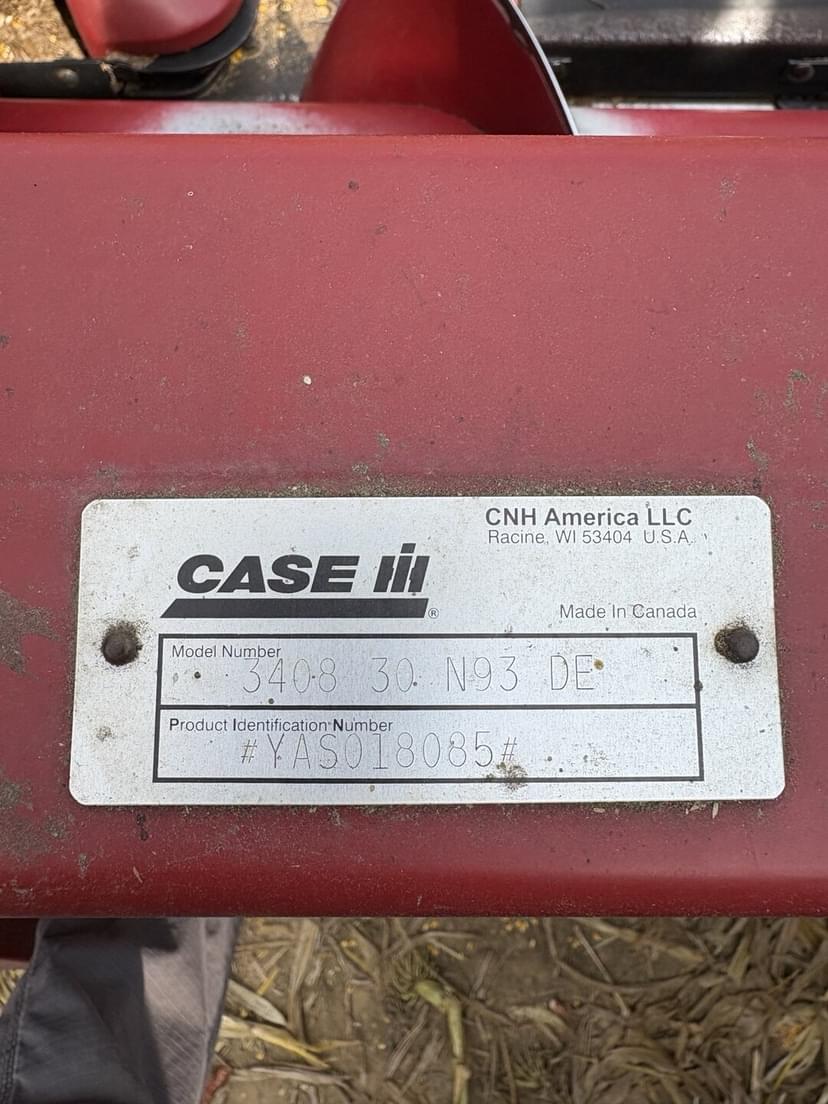 CNH America LLC
Racine, WI 53404 U.S.A.
CASE IH
®
Made In Canada
Model Number
3408 30 N93 DE
Product Identification Number
#YAS018085#